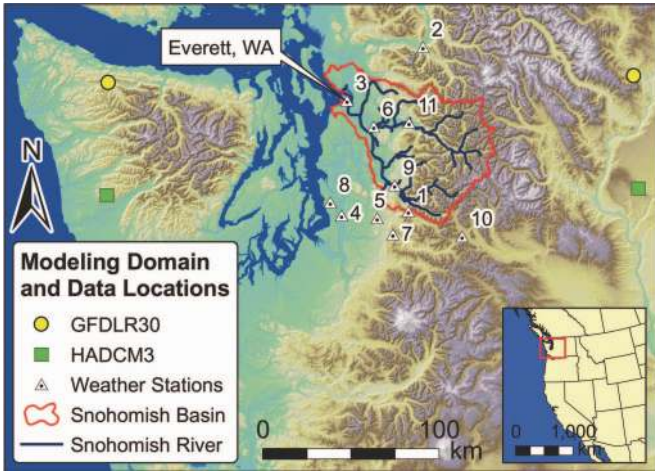 2
Everett, WA
3
11
6
N
9
8
1
4
5
7
10
Modeling Domain
and Data Locations
GFDLR30
HADCM3
Weather Stations
Snohomish Basin
Snohomish River
0 100
km
0 1,000
km